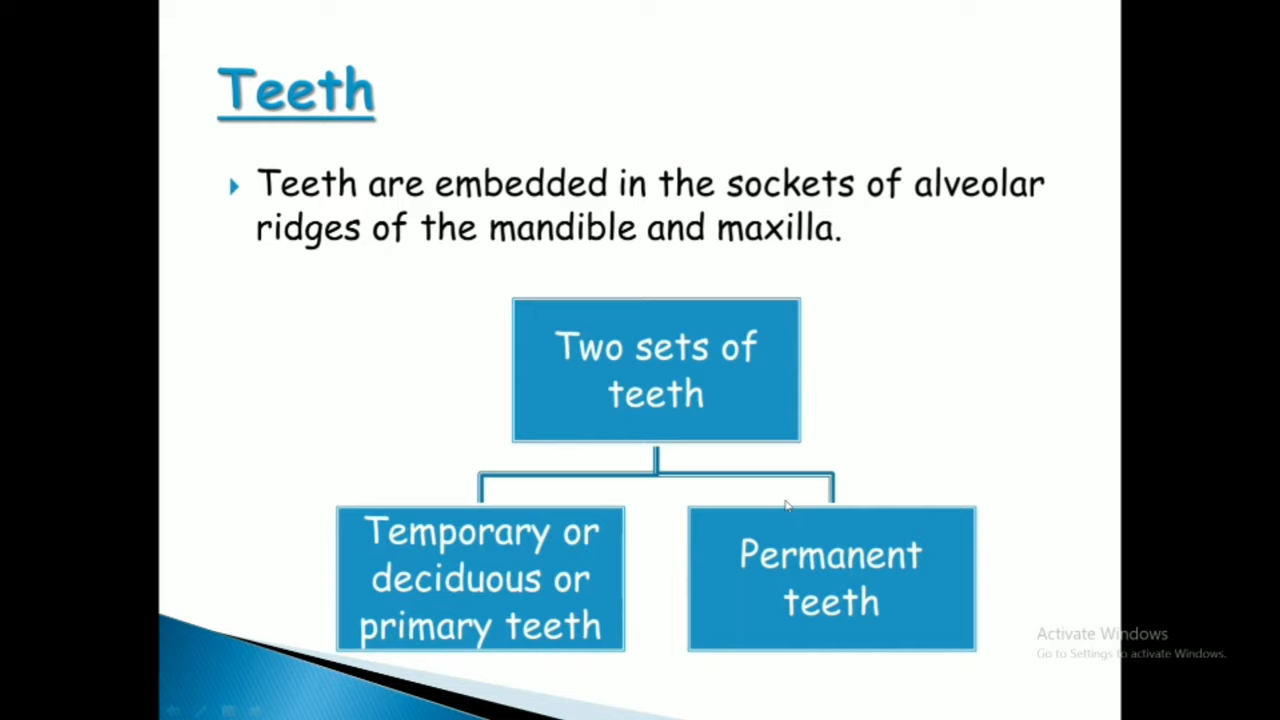 Teeth
Teeth are embedded in the sockets of alveolar
ridges of the mandible and maxilla.
Two sets of
teeth
Temporary or
deciduous or
primary teeth
Permanent
teeth
Activate Windows
Go to Settings to activate Windows.